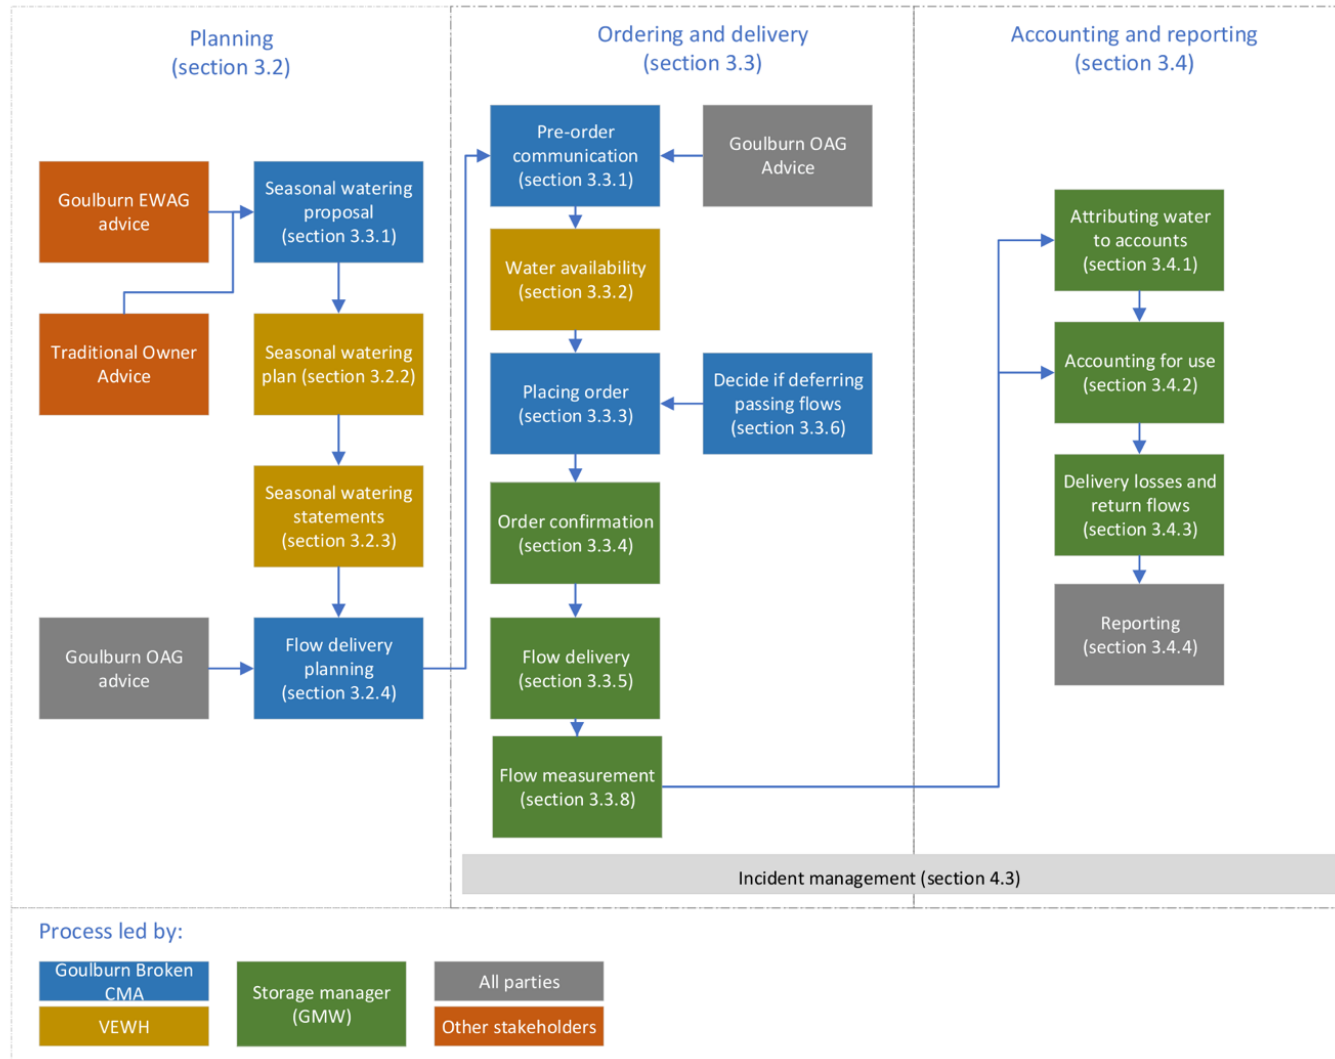 Planning
(section 3.2)
Goulburn EWAG
advice
Traditional Owner
Advice
Seasonal watering
proposal
(section 3.3.1)
Seasonal watering
plan (section 3.2.2)
Seasonal watering
statements
(section 3.2.3)
Goulburn OAG
advice
Flow delivery
planning
(section 3.2.4)
Ordering and delivery
(section 3.3)
Pre-order
communication
(section 3.3.1)
Goulburn OAG
Advice
Water availability
(section 3.3.2)
Placing order
(section 3.3.3)
Decide if deferring
passing flows
(section 3.3.6)
Order confirmation
(section 3.3.4)
Flow delivery
(section 3.3.5)
Flow measurement
(section 3.3.8)
Accounting and reporting
(section 3.4)
Attributing water
to accounts
(section 3.4.1)
Accounting for use
(section 3.4.2)
Delivery losses and
return flows
(section 3.4.3)
Reporting
(section 3.4.4)
Incident management (section 4.3)
Process led by:
Goulburn Broken
CMA
VEWH
Storage manager
(GMW)
All parties
Other stakeholders